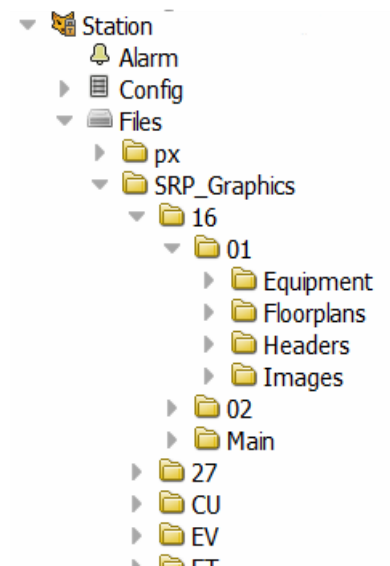 Station
Alarm
Config
Files
px
SRP_Graphics
16
01
Equipment
Floorplans
Headers
Images
02
Main
27
CU
EV